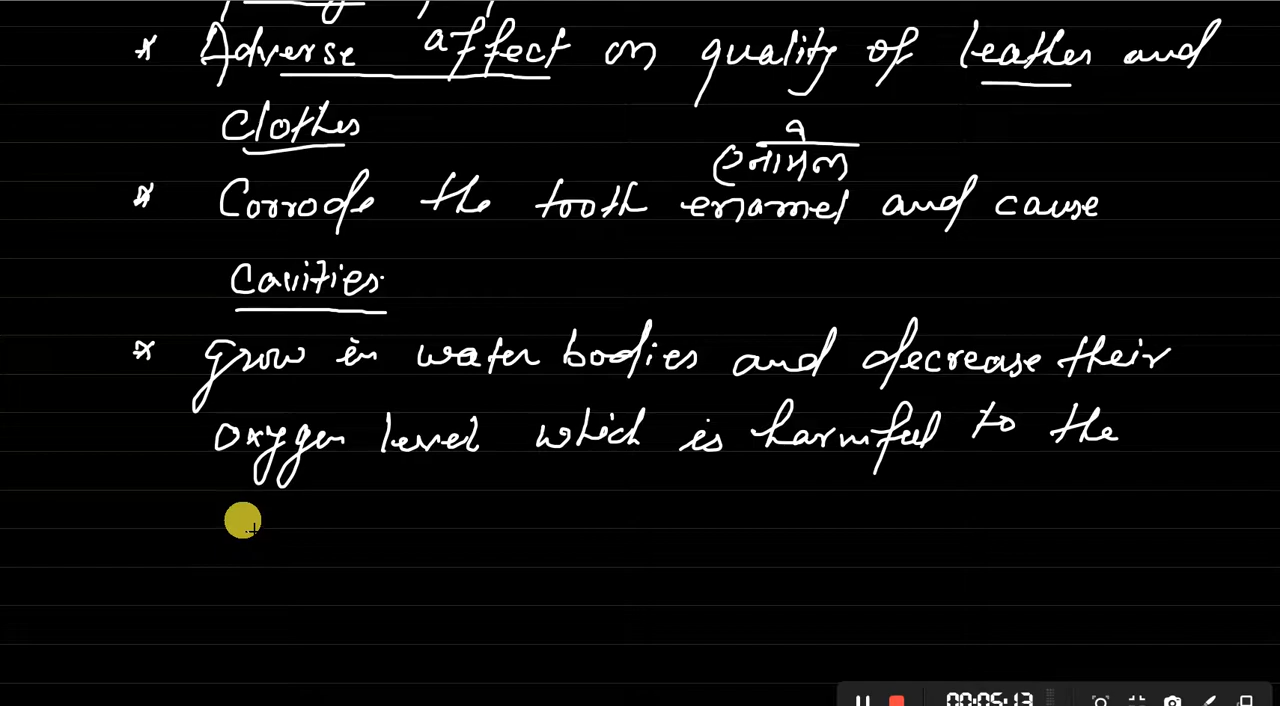 * Adverse affect on quality of leather and
Clothes
এনামেল
* Corrode the tooth enamel and cause
Cavities.
* grow in water bodies and decrease their
oxygen level which is harmful to the
00:05:13